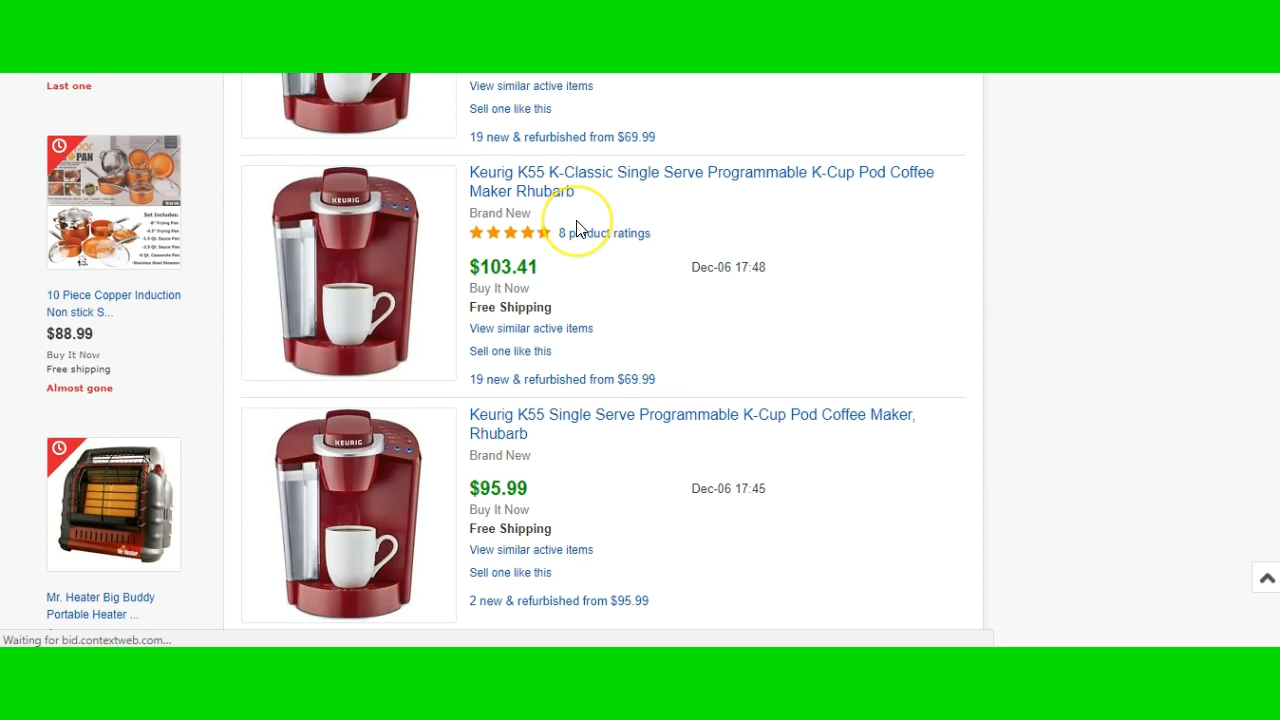 Last one
10 Piece Copper Induction
Non stick S...
$88.99
Buy It Now
Free shipping
Almost gone
Mr. Heater Big Buddy
Portable Heater ...
View similar active items
Sell one like this
19 new & refurbished from $69.99
KEURIG
Keurig K55 K-Classic Single Serve Programmable K-Cup Pod Coffee
Maker Rhubarb
Brand New
8 product ratings
$103.41
Dec-06 17:48
Buy It Now
Free Shipping
View similar active items
Sell one like this
19 new & refurbished from $69.99
KEURIG
Keurig K55 Single Serve Programmable K-Cup Pod Coffee Maker,
Rhubarb
Brand New
$95.99
Dec-06 17:45
Buy It Now
Free Shipping
View similar active items
Sell one like this
2 new & refurbished from $95.99
Waiting for bid.contextweb.com...